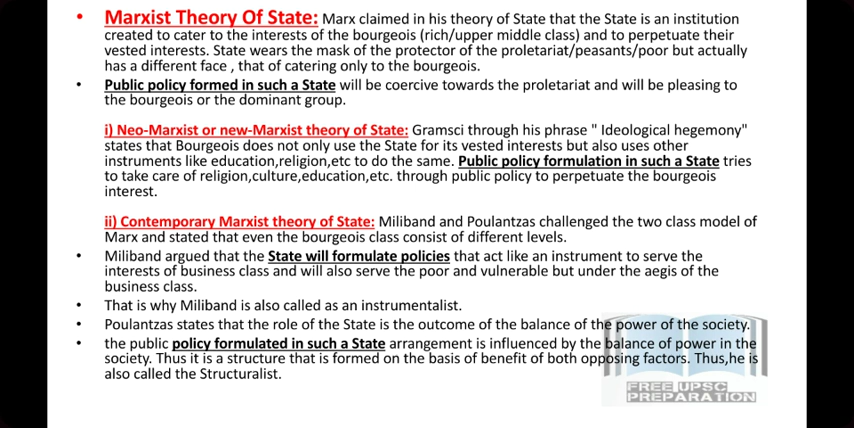 • Marxist Theory Of State: Marx claimed in his theory of State that the State is an institution
created to cater to the interests of the bourgeois (rich/upper middle class) and to perpetuate their
vested interests. State wears the mask of the protector of the proletariat/peasants/poor but actually
has a different face , that of catering only to the bourgeois.
• Public policy formed in such a State will be coercive towards the proletariat and will be pleasing to
the bourgeois or the dominant group.
i) Neo-Marxist or new-Marxist theory of State: Gramsci through his phrase " Ideological hegemony"
states that Bourgeois does not only use the State for its vested interests but also uses other
instruments like education,religion,etc to do the same. Public policy formulation in such a State tries
to take care of religion,culture,education,etc. through public policy to perpetuate the bourgeois
interest.
ii) Contemporary Marxist theory of State: Miliband and Poulantzas challenged the two class model of
Marx and stated that even the bourgeois class consist of different levels.
• Miliband argued that the State will formulate policies that act like an instrument to serve the
interests of business class and will also serve the poor and vulnerable but under the aegis of the
business class.
• That is why Miliband is also called as an instrumentalist.
• Poulantzas states that the role of the State is the outcome of the balance of the power of the society.
• the public policy formulated in such a State arrangement is influenced by the balance of power in the
society. Thus it is a structure that is formed on the basis of benefit of both opposing factors. Thus,he is
also called the Structuralist.
FREE UPSC
PREPARATION